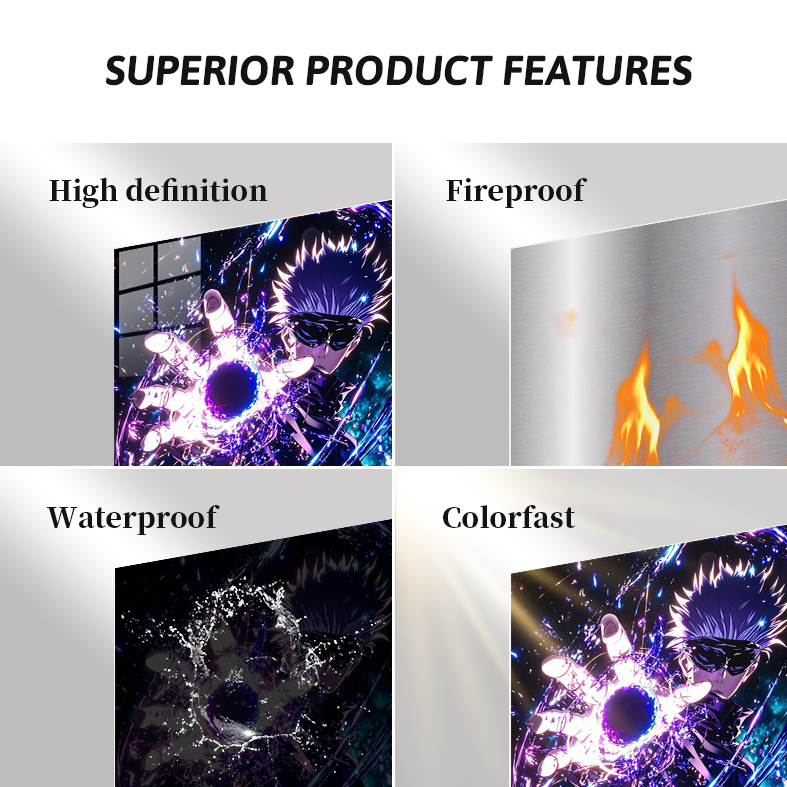 SUPERIOR PRODUCT FEATURES
High definition
Fireproof
Waterproof
Colorfast